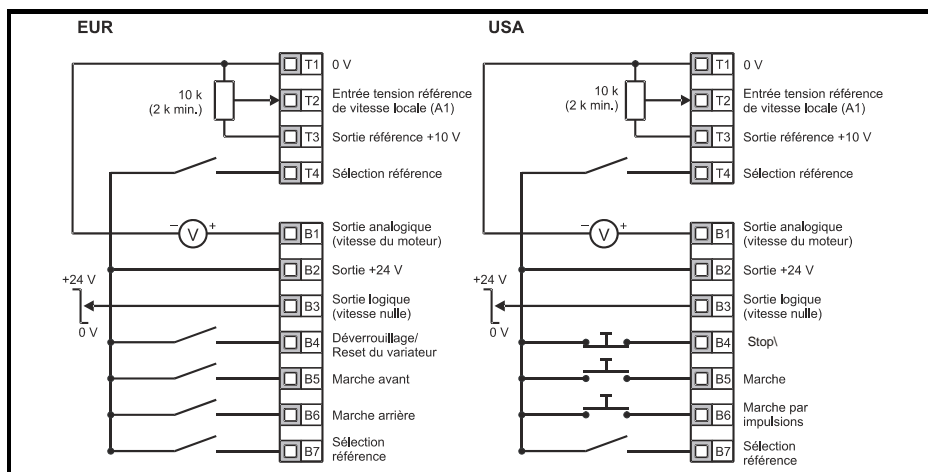 EUR
T1 0 V
10 k
(2 k min.)
T2 Entrée tension référence
de vitesse locale (A1)
T3 Sortie référence +10 V
T4 Sélection référence
− V +
B1 Sortie analogique
(vitesse du moteur)
B2 Sortie +24 V
+24 V
0 V
B3 Sortie logique
(vitesse nulle)
B4 Déverrouillage/
Reset du variateur
B5 Marche avant
B6 Marche arrière
B7 Sélection
référence
USA
T1 0 V
10 k
(2 k min.)
T2 Entrée tension référence
de vitesse locale (A1)
T3 Sortie référence +10 V
T4 Sélection référence
− V +
B1 Sortie analogique
(vitesse du moteur)
B2 Sortie +24 V
+24 V
0 V
B3 Sortie logique
(vitesse nulle)
B4 Stop\
B5 Marche
B6 Marche par
impulsions
B7 Sélection
référence